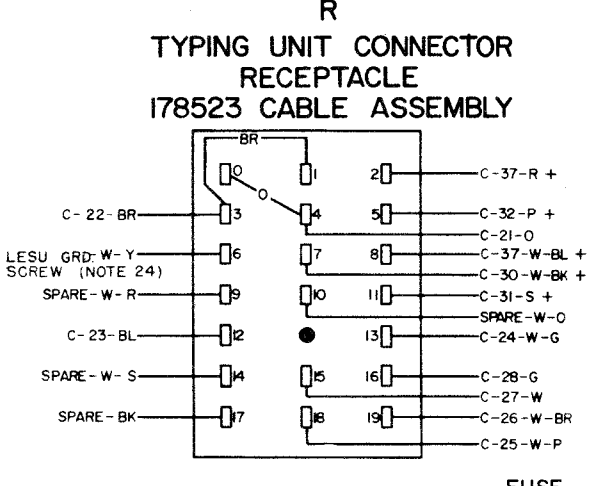 R
TYPING UNIT CONNECTOR
RECEPTACLE
178523 CABLE ASSEMBLY
BR
0 1 2 C-37-R +
O
C-22-BR 3 4 5 C-32-P +
C-21-O
LESU GRD. W-Y 6 7 8 C-37-W-BL +
SCREW (NOTE 24) C-30-W-BK +
SPARE-W-R 9 10 11 C-31-S +
SPARE-W-O
C-23-BL 12 13 C-24-W-G
SPARE-W-S 14 15 16 C-28-G
C-27-W
SPARE-BK 17 18 19 C-26-W-BR
C-25-W-P